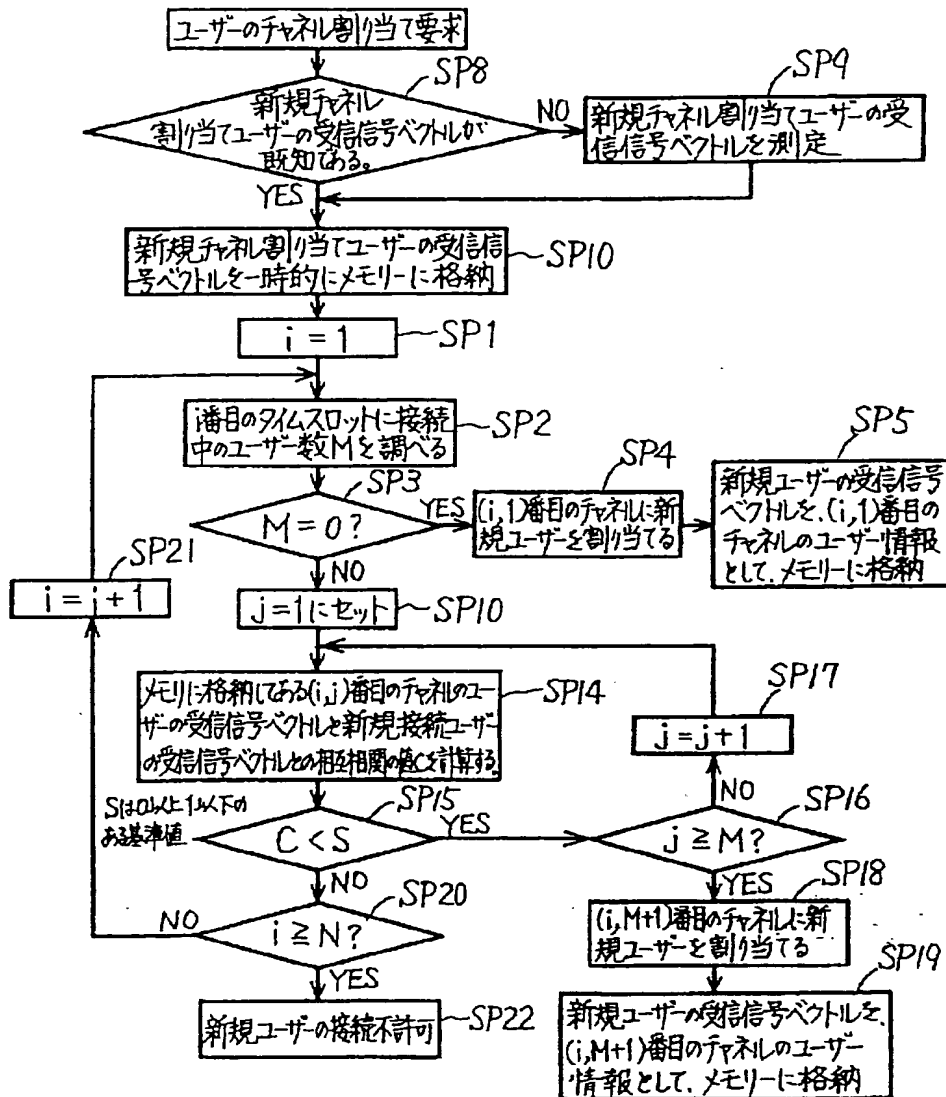 ユーザーのチャネル割り当て要求
SP8
新規チャネル
割り当てユーザーの受信信号ベクトルが
既知である。
NO
SP9
新規チャネル割り当てユーザーの受
信信号ベクトルを測定
YES
新規チャネル割り当てユーザーの受信信
号ベクトルを一時的にメモリーに格納
SP10
i = 1
SP1
i番目のタイムスロットに接続
中のユーザー数Mを調べる
SP2
SP3
M = 0?
YES
SP4
(i,1)番目のチャネルに新
規ユーザーを割り当てる
SP5
新規ユーザーの受信信号
ベクトルを、(i,1)番目の
チャネルのユーザー情報
として、メモリーに格納
NO
SP21
i = i + 1
j=1にセット
SP10
メモリに格納してある(i,j)番目のチャネルのユー
ザーの受信信号ベクトルと新規接続ユーザー
の受信信号ベクトルとの相互相関の値Cを計算する
SP14
SP17
j=j+1
NO
Sは0以上1以下の
ある基準値
SP15
C < S
YES
SP16
j ≧ M?
NO
YES
SP20
i ≧ N?
NO
YES
SP18
(i,M+1)番目のチャネルに新
規ユーザーを割り当てる
新規ユーザーの接続不許可
SP22
SP19
新規ユーザーの受信信号ベクトルを、
(i,M+1)番目のチャネルのユーザー
情報として、メモリーに格納